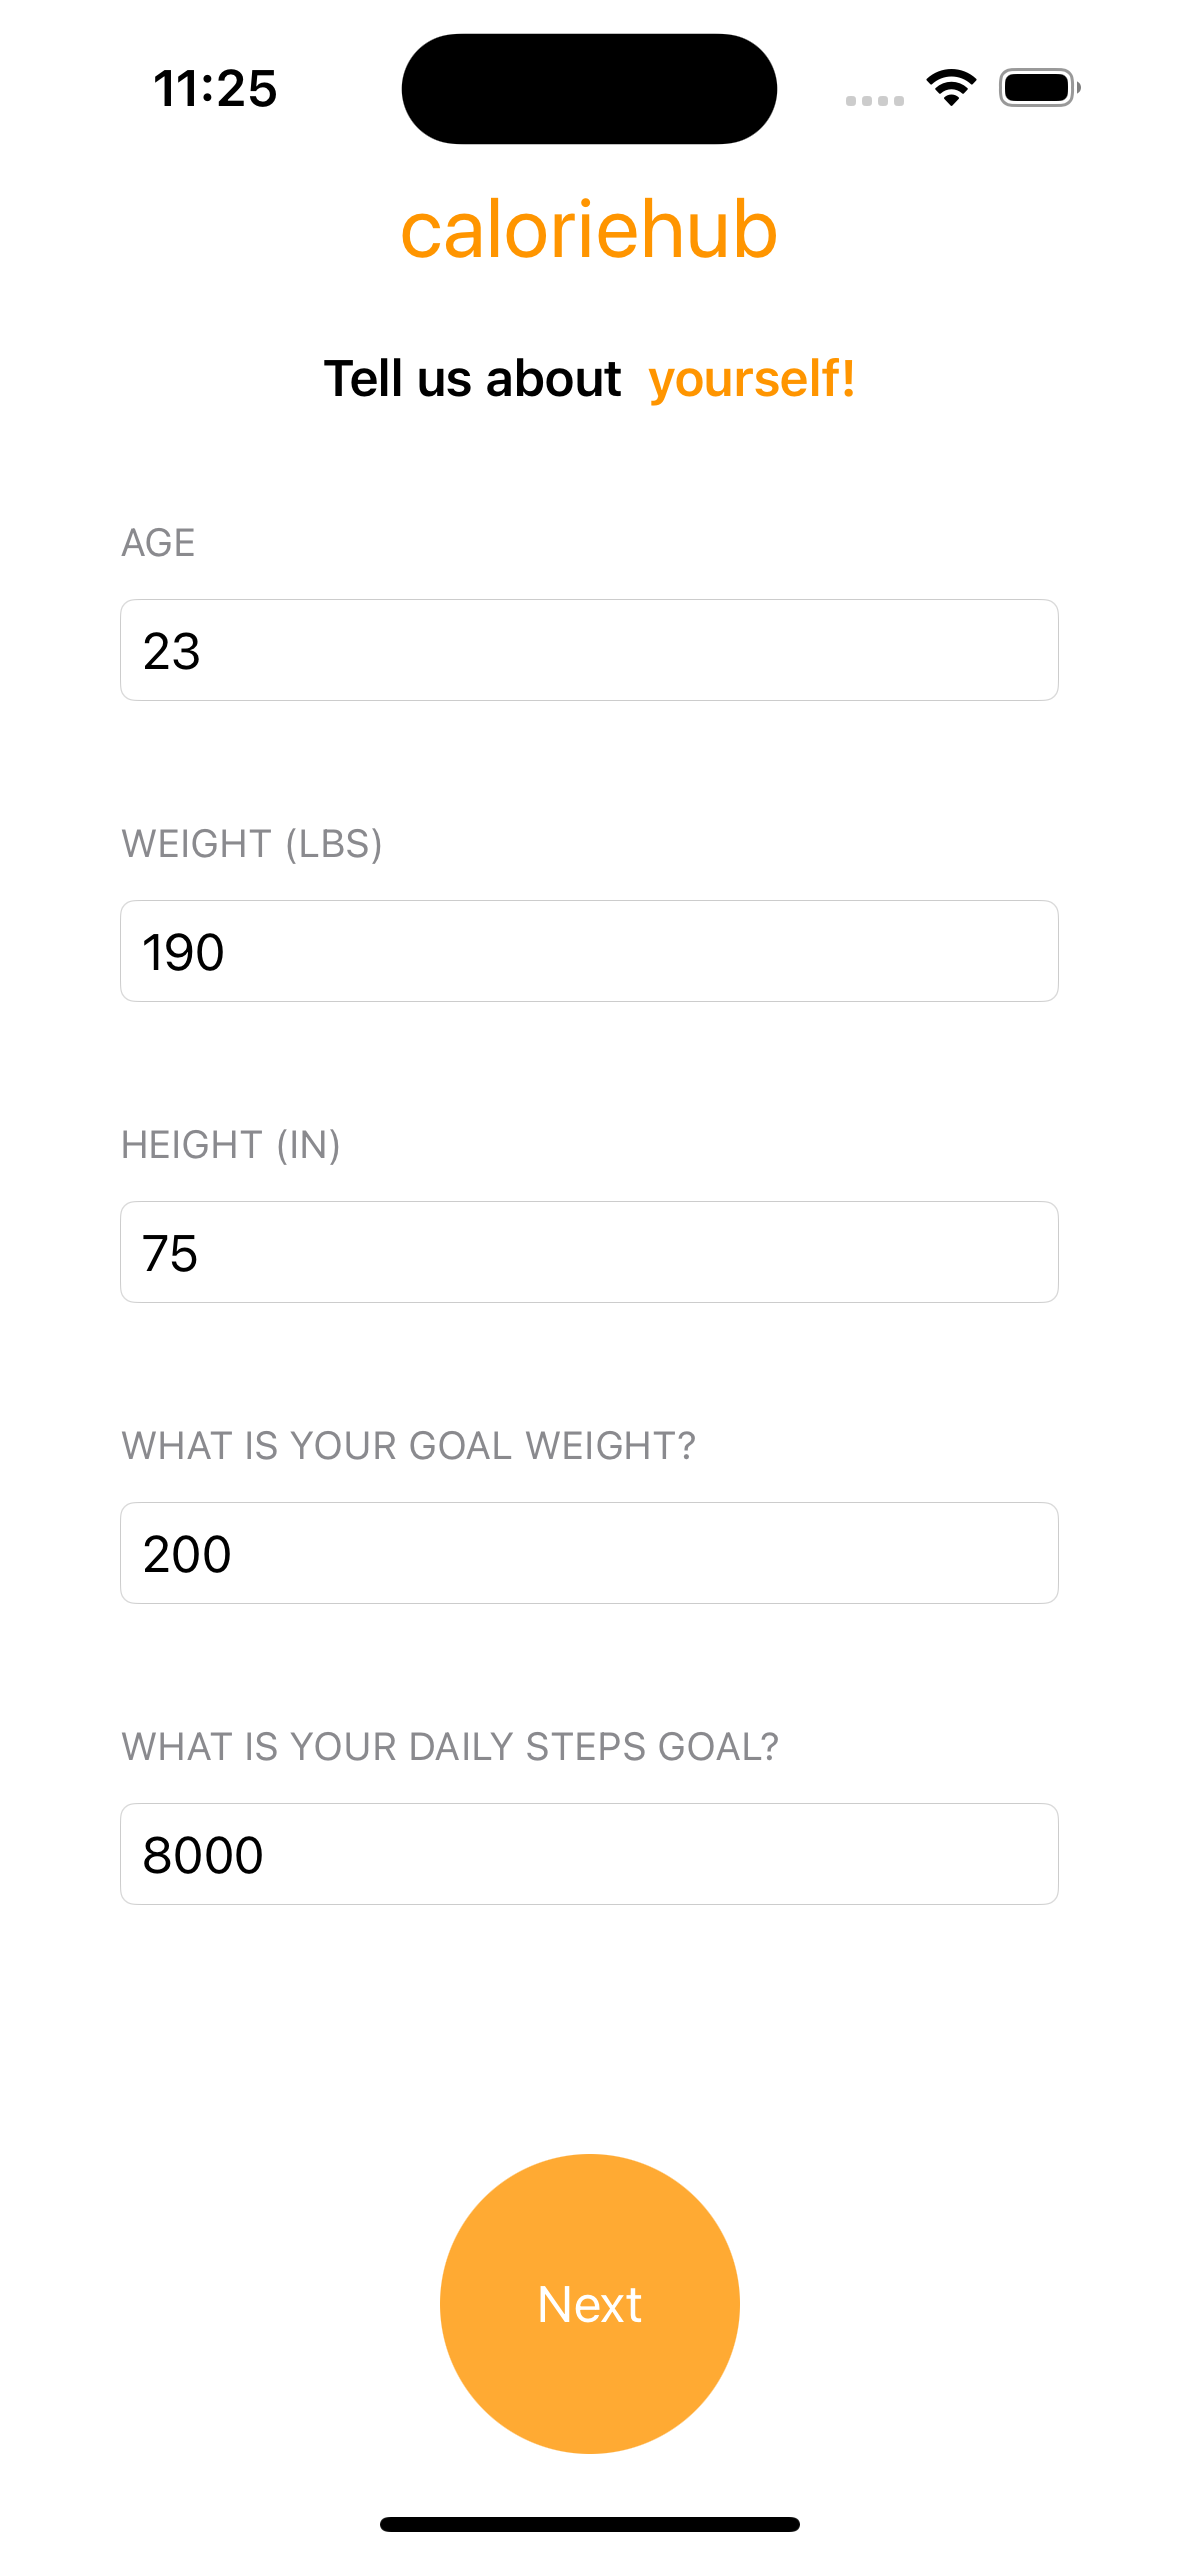 11:25
caloriehub
Tell us about yourself!
AGE
23
WEIGHT (LBS)
190
HEIGHT (IN)
75
WHAT IS YOUR GOAL WEIGHT?
200
WHAT IS YOUR DAILY STEPS GOAL?
8000
Next